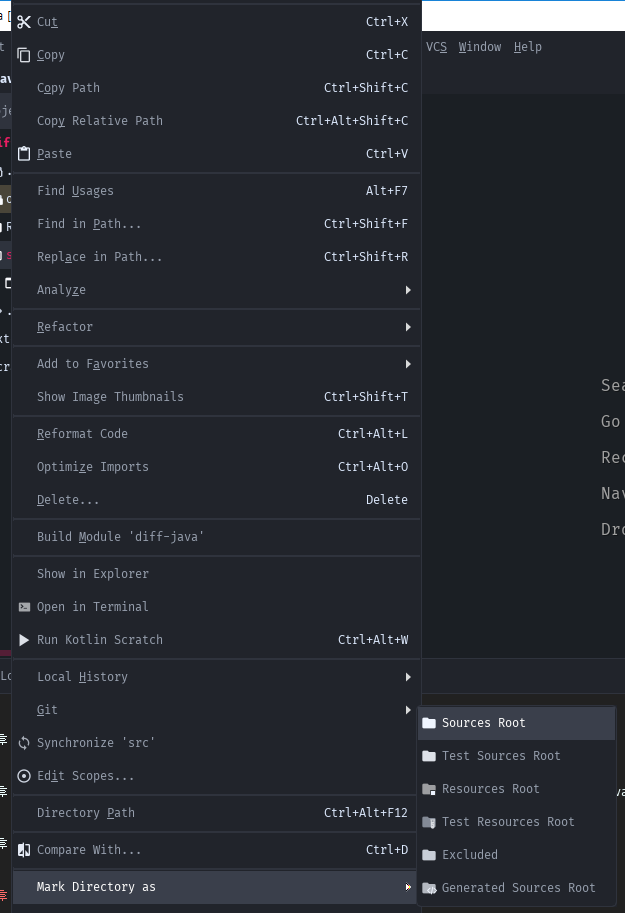 Cut Ctrl+X
VCS Window Help
Copy Ctrl+C
Copy Path Ctrl+Shift+C
Copy Relative Path Ctrl+Alt+Shift+C
Paste Ctrl+V
Find Usages Alt+F7
Find in Path... Ctrl+Shift+F
Replace in Path... Ctrl+Shift+R
Analyze
Refactor
Add to Favorites
Show Image Thumbnails Ctrl+Shift+T
Reformat Code Ctrl+Alt+L
Optimize Imports Ctrl+Alt+O
Delete... Delete
Build Module 'diff-java'
Show in Explorer
Open in Terminal
Run Kotlin Scratch Ctrl+Alt+W
Local History
Git
Synchronize 'src'
Edit Scopes...
Directory Path Ctrl+Alt+F12
Compare With... Ctrl+D
Mark Directory as
Sources Root
Test Sources Root
Resources Root
Test Resources Root
Excluded
Generated Sources Root
Go